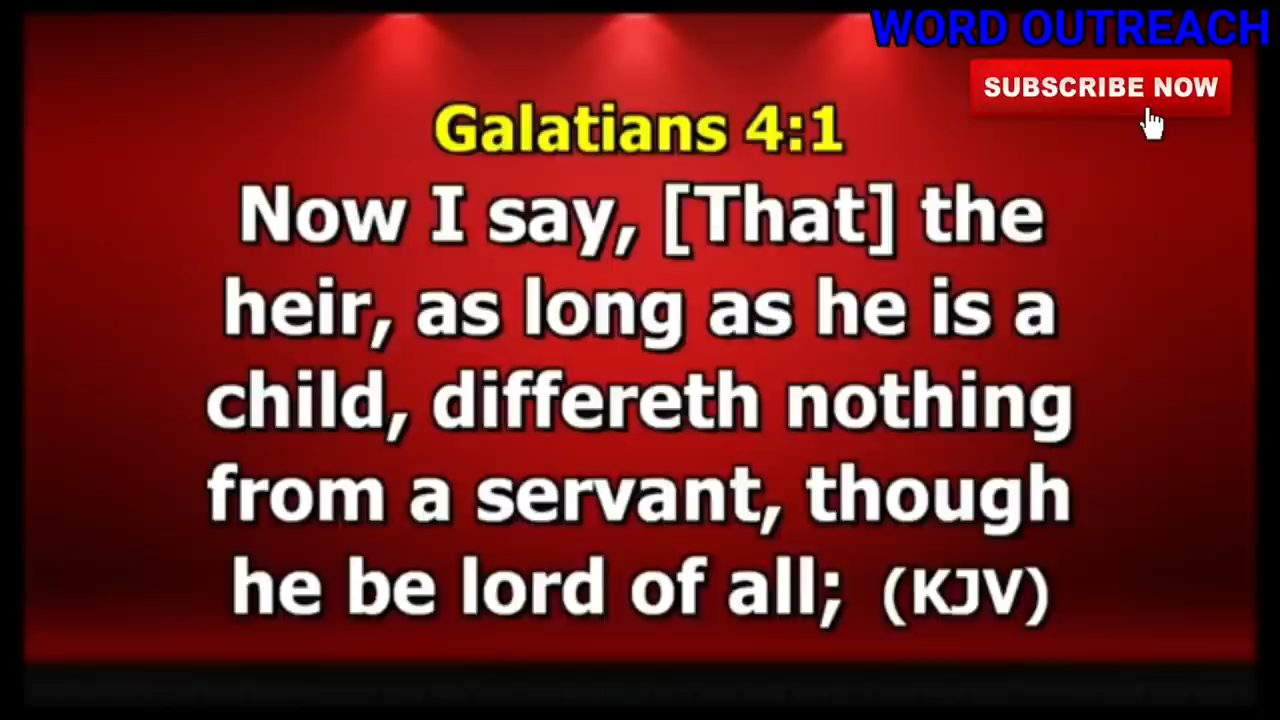 WORD OUTREACH
SUBSCRIBE NOW
Galatians 4:1
Now I say, [That] the
heir, as long as he is a
child, differeth nothing
from a servant, though
he be lord of all; (KJV)